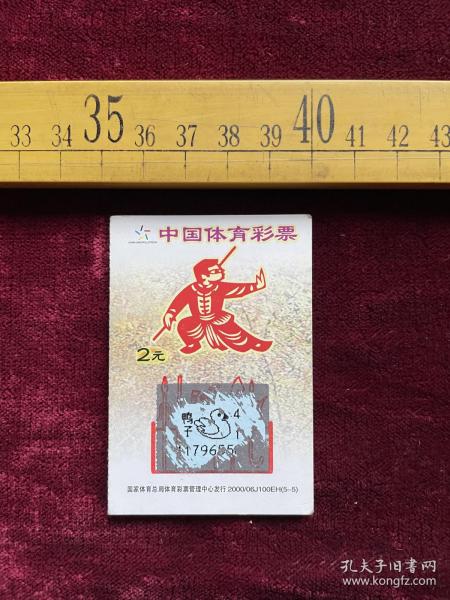 33 34 35 36 37 38 39 40 41 42 43
中国体育彩票
2元
鸭子 4
1
179655
国家体育总局体育彩票管理中心发行 2000/06J100EH(5-5)
孔夫子旧书网
www.kongfz.com